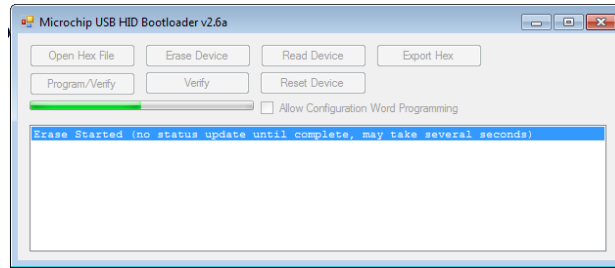 Microchip USB HID Bootloader v2.6a
Open Hex File Erase Device Read Device Export Hex
Program/Verify Verify Reset Device
Allow Configuration Word Programming
Erase Started (no status update until complete, may take several seconds)